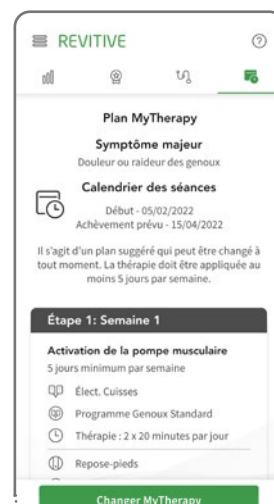 REVITIVE
Plan MyTherapy
Symptôme majeur
Douleur ou raideur des genoux
Calendrier des séances
Début - 05/02/2022
Achèvement prévu - 15/04/2022
Il s'agit d'un plan suggéré qui peut être changé à
tout moment. La thérapie doit être appliquée au
moins 5 jours par semaine.
Étape 1: Semaine 1
Activation de la pompe musculaire
5 jours minimum par semaine
Élect. Cuisses
Programme Genoux Standard
Thérapie : 2 x 20 minutes par jour
Repose-pieds
Changer MyTherapy